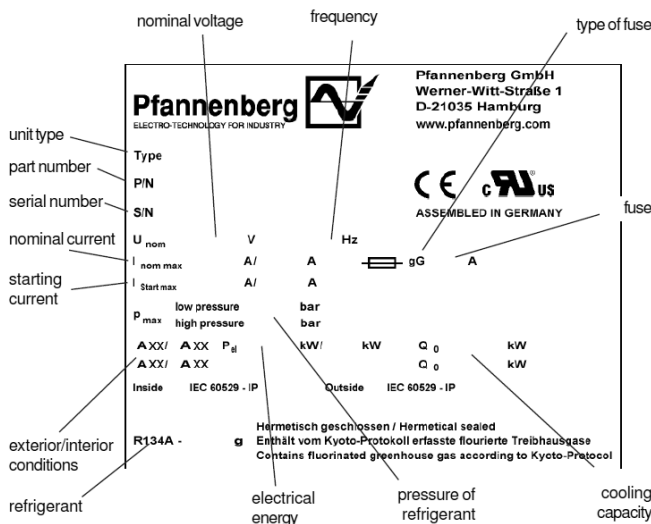 nominal voltage
frequency
type of fuse
Pfannenberg
ELECTRO-TECHNOLOGY FOR INDUSTRY
Pfannenberg GmbH
Werner-Witt-Straße 1
D-21035 Hamburg
www.pfannenberg.com
unit type
Type
part number
P/N
CE c RU US
serial number
S/N
ASSEMBLED IN GERMANY
fuse
nominal current
U nom V Hz
I nom max A/ A gG A
starting
current
I Start max A/ A
p max low pressure bar
high pressure bar
A XX/ A XX P el kW/ kW Q 0 kW
A XX/ A XX Q 0 kW
Inside IEC 60529 - IP Outside IEC 60529 - IP
Hermetisch geschlossen / Hermetical sealed
R134A - g Enthält vom Kyoto-Protokoll erfasste flourierte Treibhausgase
Contains fluorinated greenhouse gas according to Kyoto-Protocol
exterior/interior
conditions
refrigerant
electrical
energy
pressure of
refrigerant
cooling
capacity